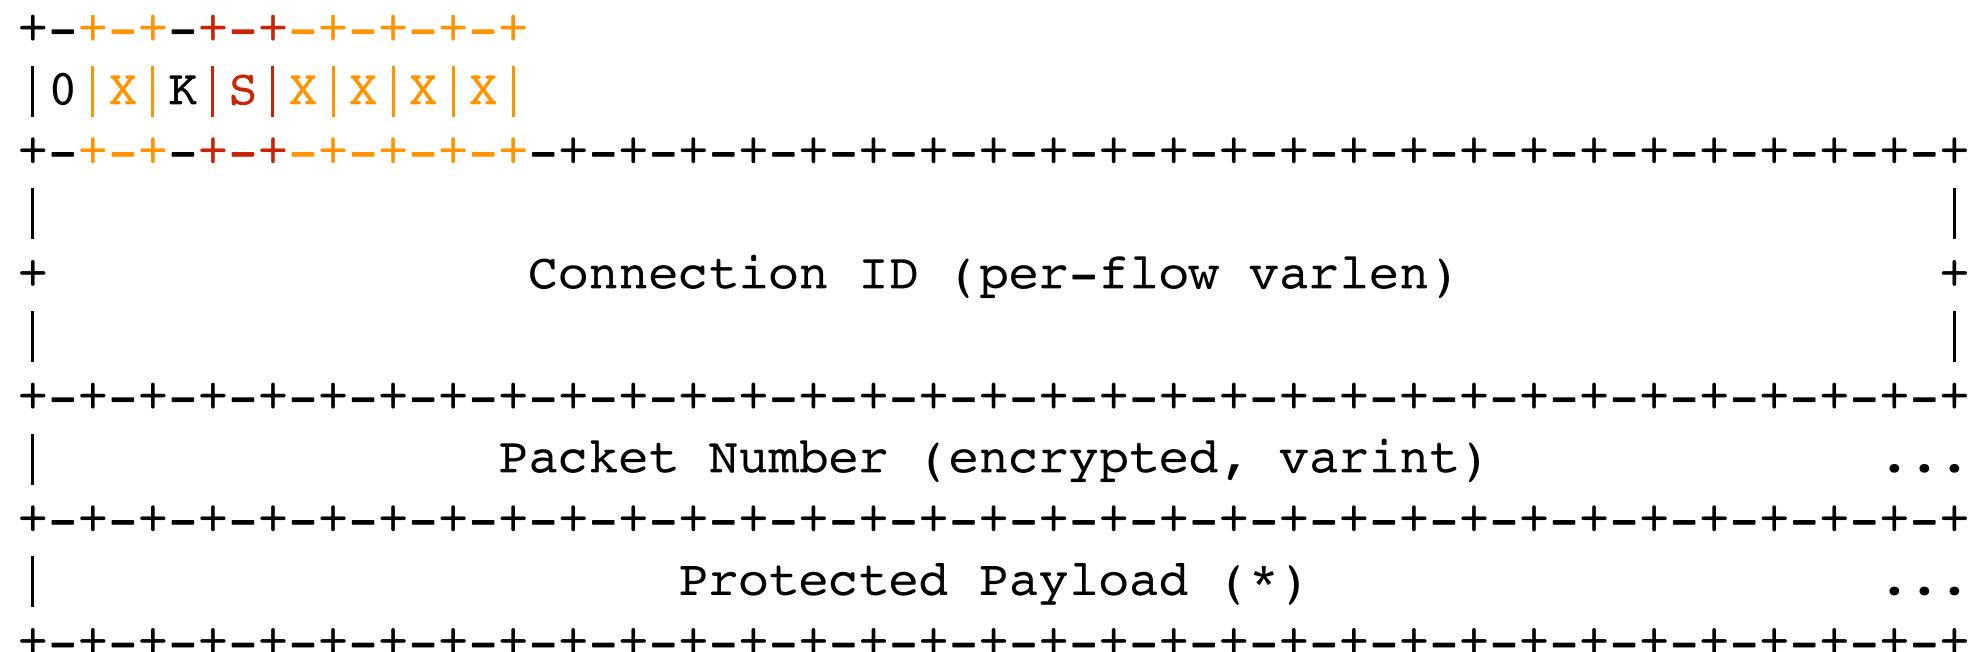 +-+-+-+-+-+-+-+-+
|0|X|K|S|X|X|X|X|
+-+-+-+-+-+-+-+-+-+-+-+-+-+-+-+-+-+-+-+-+-+-+-+-+-+-+-+-+-+-+-+-+
|                                                               |
+                Connection ID (per-flow varlen)                +
|                                                               |
+-+-+-+-+-+-+-+-+-+-+-+-+-+-+-+-+-+-+-+-+-+-+-+-+-+-+-+-+-+-+-+-+
|               Packet Number (encrypted, varint)             ...
+-+-+-+-+-+-+-+-+-+-+-+-+-+-+-+-+-+-+-+-+-+-+-+-+-+-+-+-+-+-+-+-+
|                     Protected Payload (*)                   ...
+-+-+-+-+-+-+-+-+-+-+-+-+-+-+-+-+-+-+-+-+-+-+-+-+-+-+-+-+-+-+-+-+